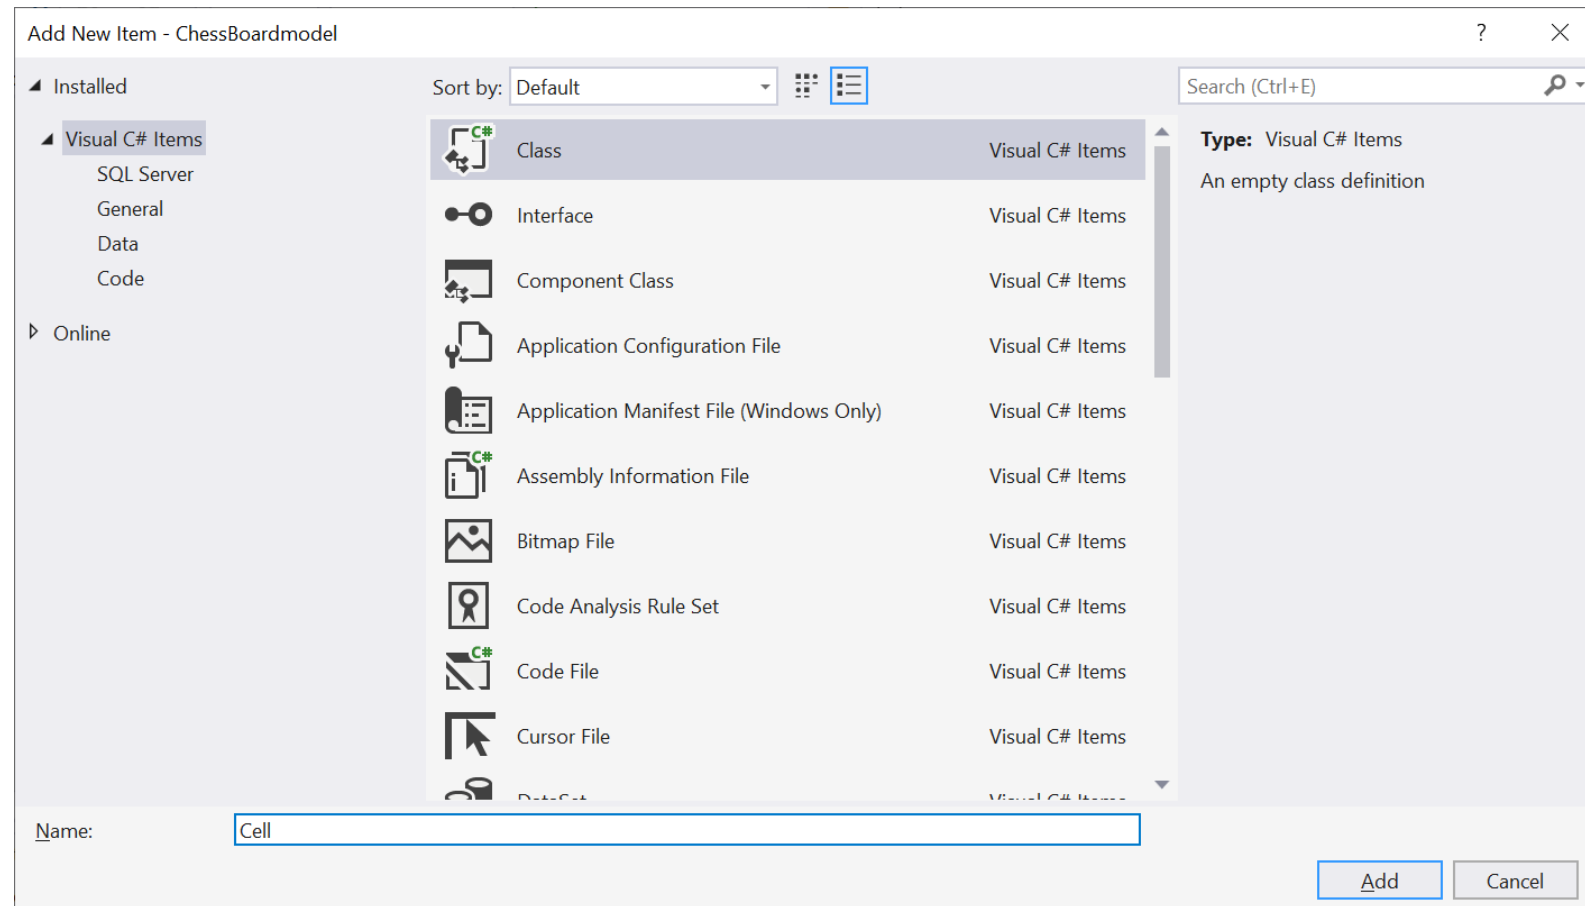 Add New Item - ChessBoardmodel
?
Installed
Sort by: Default
Search (Ctrl+E)
Visual C# Items
SQL Server
General
Data
Code
Online
C# Class Visual C# Items
Interface Visual C# Items
Component Class Visual C# Items
Application Configuration File Visual C# Items
Application Manifest File (Windows Only) Visual C# Items
C# Assembly Information File Visual C# Items
Bitmap File Visual C# Items
Code Analysis Rule Set Visual C# Items
C# Code File Visual C# Items
Cursor File Visual C# Items
DataSet Visual C# Items
Type: Visual C# Items
An empty class definition
Name: Cell
Add Cancel